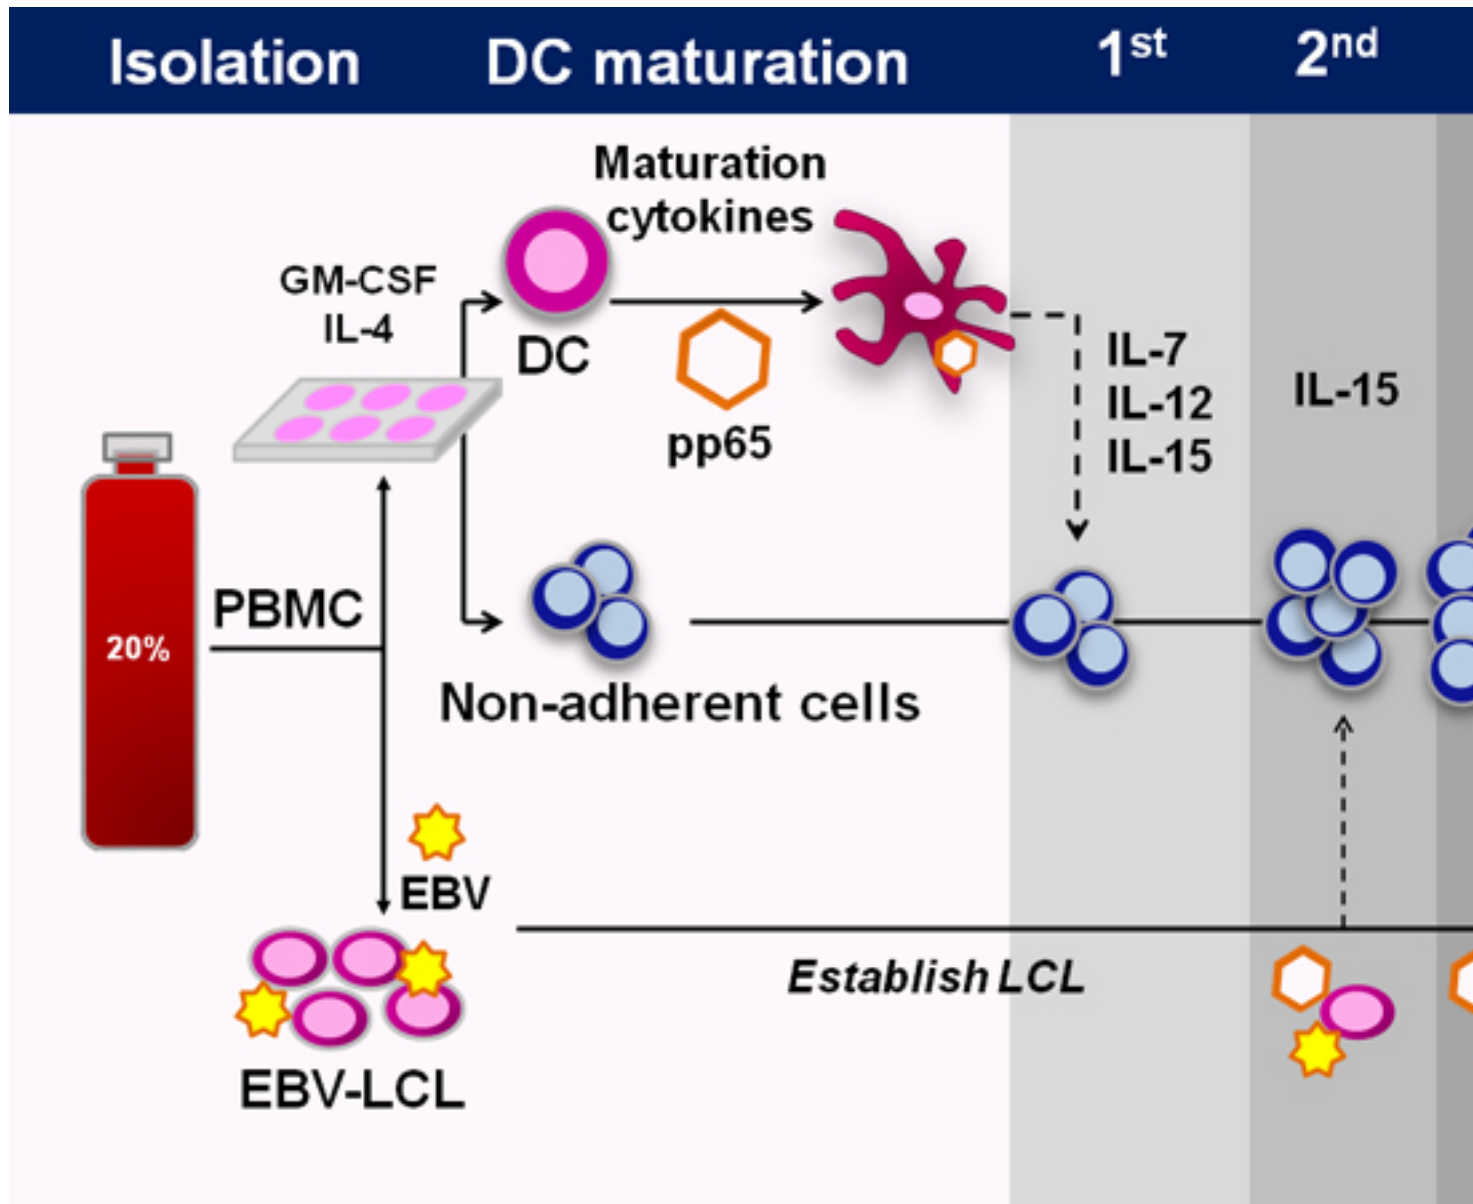 Isolation
DC maturation
1st
2nd
Maturation
cytokines
GM-CSF
IL-4
DC
pp65
IL-7
IL-12
IL-15
IL-15
PBMC
20%
Non-adherent cells
EBV
Establish LCL
EBV-LCL